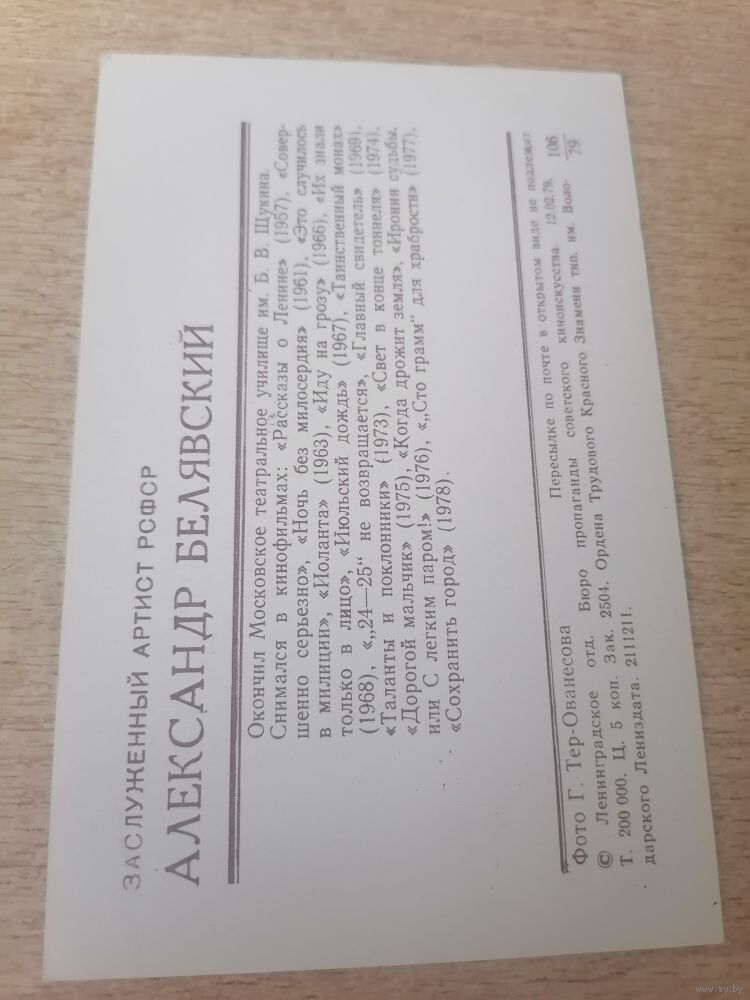 ЗАСЛУЖЕННЫЙ АРТИСТ РСФСР
АЛЕКСАНДР БЕЛЯВСКИЙ
Окончил Московское театральное училище им. Б. В. Щукина.
Снимался в кинофильмах: «Рассказы о Ленине» (1957), «Совер-
шенно серьезно», «Ночь без милосердия» (1961), «Это случилось
в милиции», «Иоланта» (1963), «Иду на грозу» (1966), «Их знали
только в лицо», «Июльский дождь» (1967), «Таинственный монах»
(1968), «„24—25“ не возвращается», «Главный свидетель» (1969),
«Таланты и поклонники» (1973), «Свет в конце тоннеля» (1974),
«Дорогой мальчик» (1975), «Когда дрожит земля», «Ирония судьбы,
или С легким паром!» (1976), «„Сто грамм“ для храбрости» (1977),
«Сохранить город» (1978).
Фото Г. Тер-Ованесова Пересылке по почте в открытом виде не подлежит
© Ленинградское отд. Бюро пропаганды советского киноискусства. 12.02.79. 106/79
Т. 200 000. Ц. 5 коп. Зак. 2504. Ордена Трудового Красного Знамени тип. им. Воло-
дарского Лениздата. 2111211.
www.ay.by